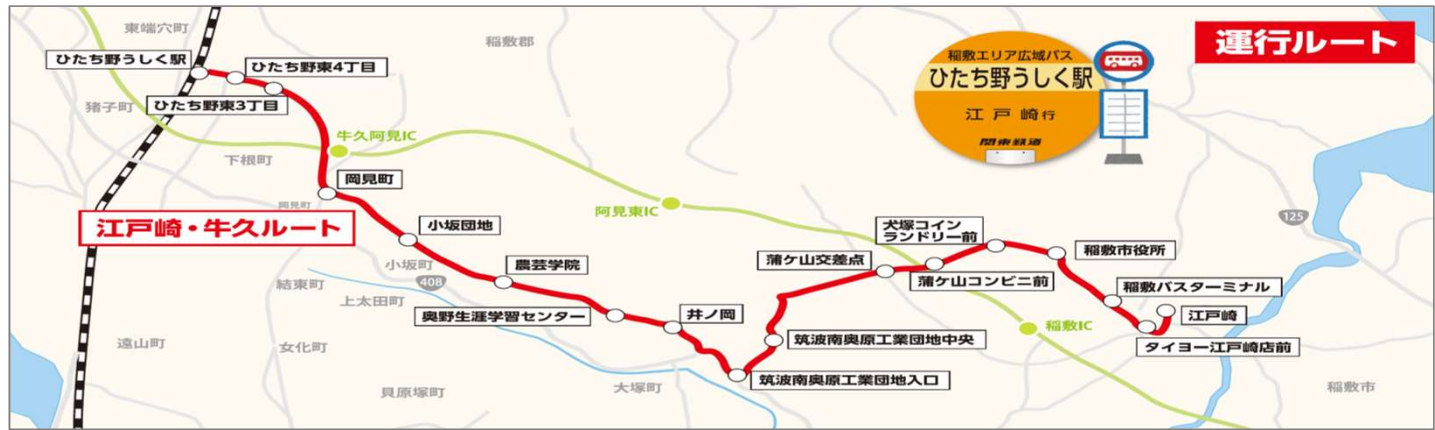 東端穴町
稲敷郡
運行ルート
ひたち野うしく駅
ひたち野東4丁目
猪子町
ひたち野東3丁目
稲敷エリア広域バス
ひたち野うしく駅
江戸崎行
関東鉄道
牛久阿見IC
下根町
岡見町
岡見町
江戸崎・牛久ルート
阿見東IC
125
小坂団地
小坂町
農芸学院
408
結束町
上太田町
奥野生涯学習センター
井ノ岡
犬塚コイン
ランドリー前
蒲ケ山交差点
蒲ケ山コンビニ前
稲敷市役所
稲敷バスターミナル
江戸崎
タイヨー江戸崎店前
稲敷IC
遠山町
女化町
筑波南奥原工業団地中央
筑波南奥原工業団地入口
貝原塚町
大塚町
稲敷市